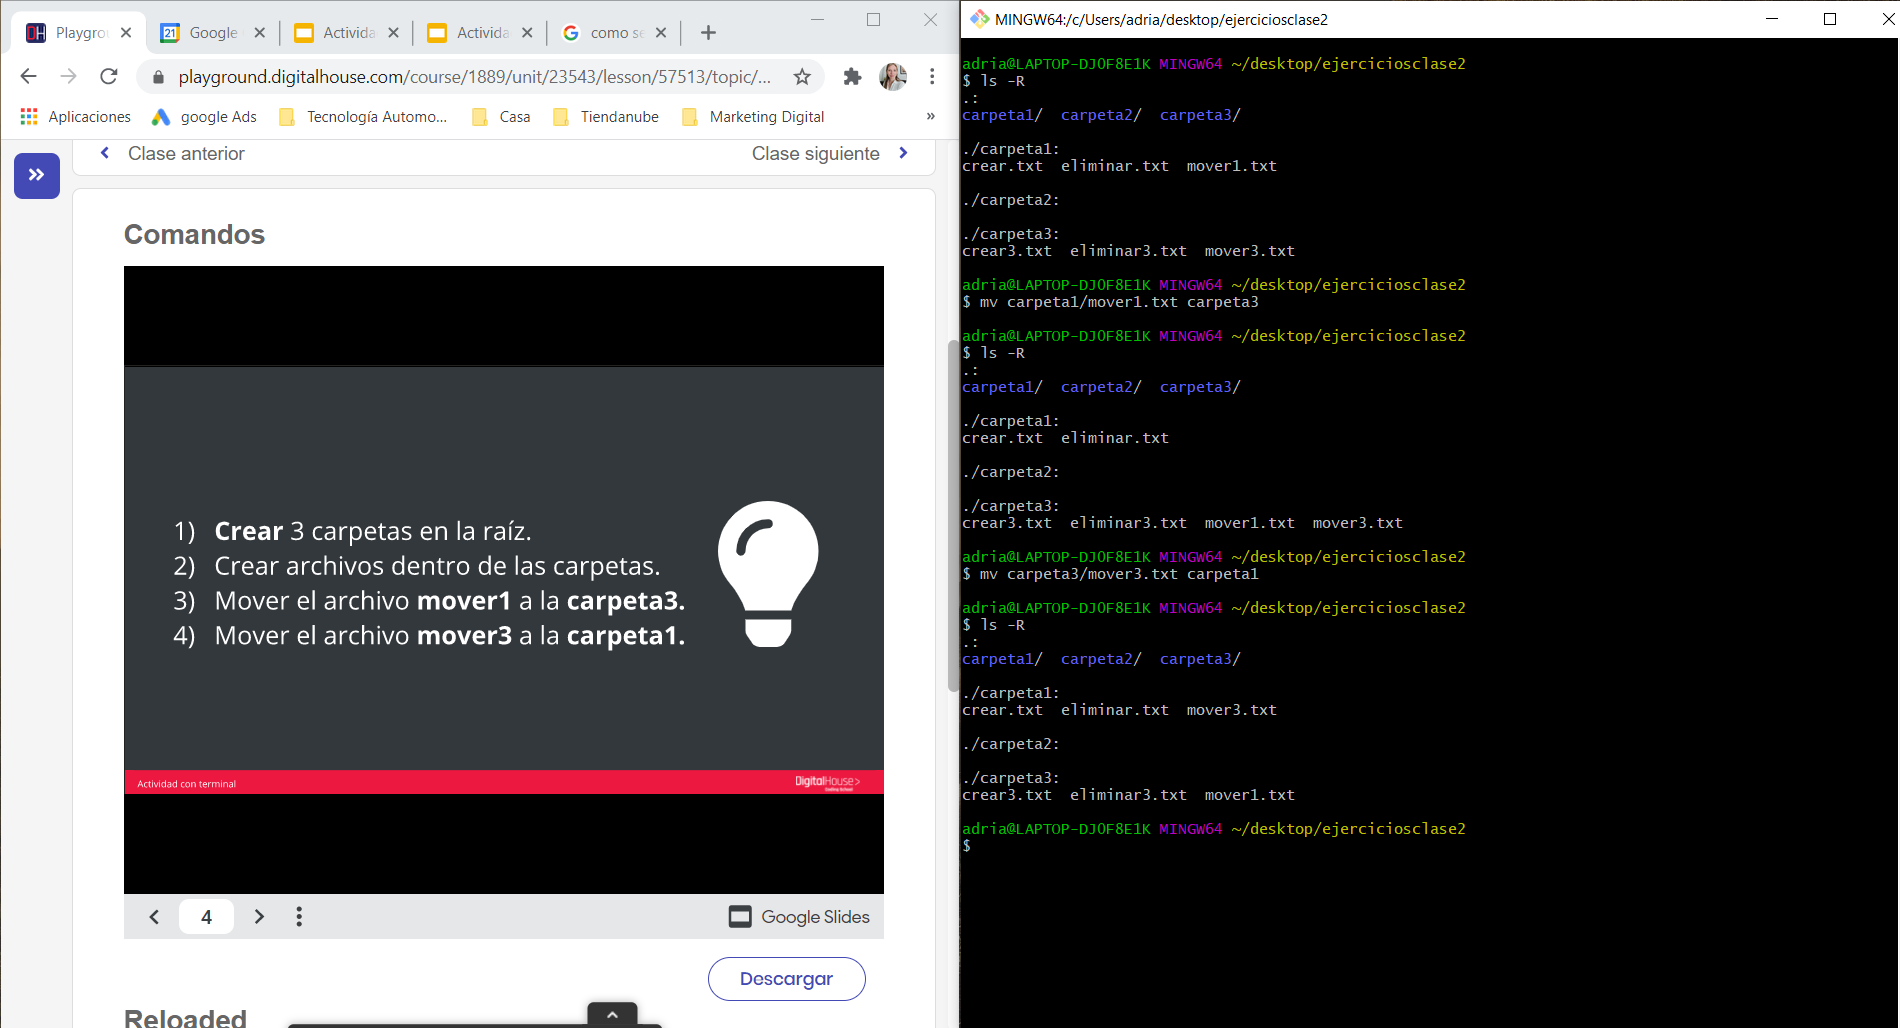 Playgro
Google
Activida
Activida
como se
playground.digitalhouse.com/course/1889/unit/23543/lesson/57513/topic/...
Aplicaciones
google Ads
Tecnología Automo...
Casa
Tiendanube
Marketing Digital
»
Clase anterior
Clase siguiente
Comandos
1) Crear 3 carpetas en la raíz.
2) Crear archivos dentro de las carpetas.
3) Mover el archivo mover1 a la carpeta3.
4) Mover el archivo mover3 a la carpeta1.
Actividad con terminal
DigitalHouse>
4
Google Slides
Descargar
Reloaded
MINGW64:/c/Users/adria/desktop/ejerciciosclase2
adria@LAPTOP-DJOF8E1K MINGW64 ~/desktop/ejerciciosclase2
$ ls -R
.:
carpeta1/  carpeta2/  carpeta3/
./carpeta1:
crear.txt  eliminar.txt  mover1.txt
./carpeta2:
./carpeta3:
crear3.txt  eliminar3.txt  mover3.txt
adria@LAPTOP-DJOF8E1K MINGW64 ~/desktop/ejerciciosclase2
$ mv carpeta1/mover1.txt carpeta3
adria@LAPTOP-DJOF8E1K MINGW64 ~/desktop/ejerciciosclase2
$ ls -R
.:
carpeta1/  carpeta2/  carpeta3/
./carpeta1:
crear.txt  eliminar.txt
./carpeta2:
./carpeta3:
crear3.txt  eliminar3.txt  mover1.txt  mover3.txt
adria@LAPTOP-DJOF8E1K MINGW64 ~/desktop/ejerciciosclase2
$ mv carpeta3/mover3.txt carpeta1
adria@LAPTOP-DJOF8E1K MINGW64 ~/desktop/ejerciciosclase2
$ ls -R
.:
carpeta1/  carpeta2/  carpeta3/
./carpeta1:
crear.txt  eliminar.txt  mover3.txt
./carpeta2:
./carpeta3:
crear3.txt  eliminar3.txt  mover1.txt
adria@LAPTOP-DJOF8E1K MINGW64 ~/desktop/ejerciciosclase2
$